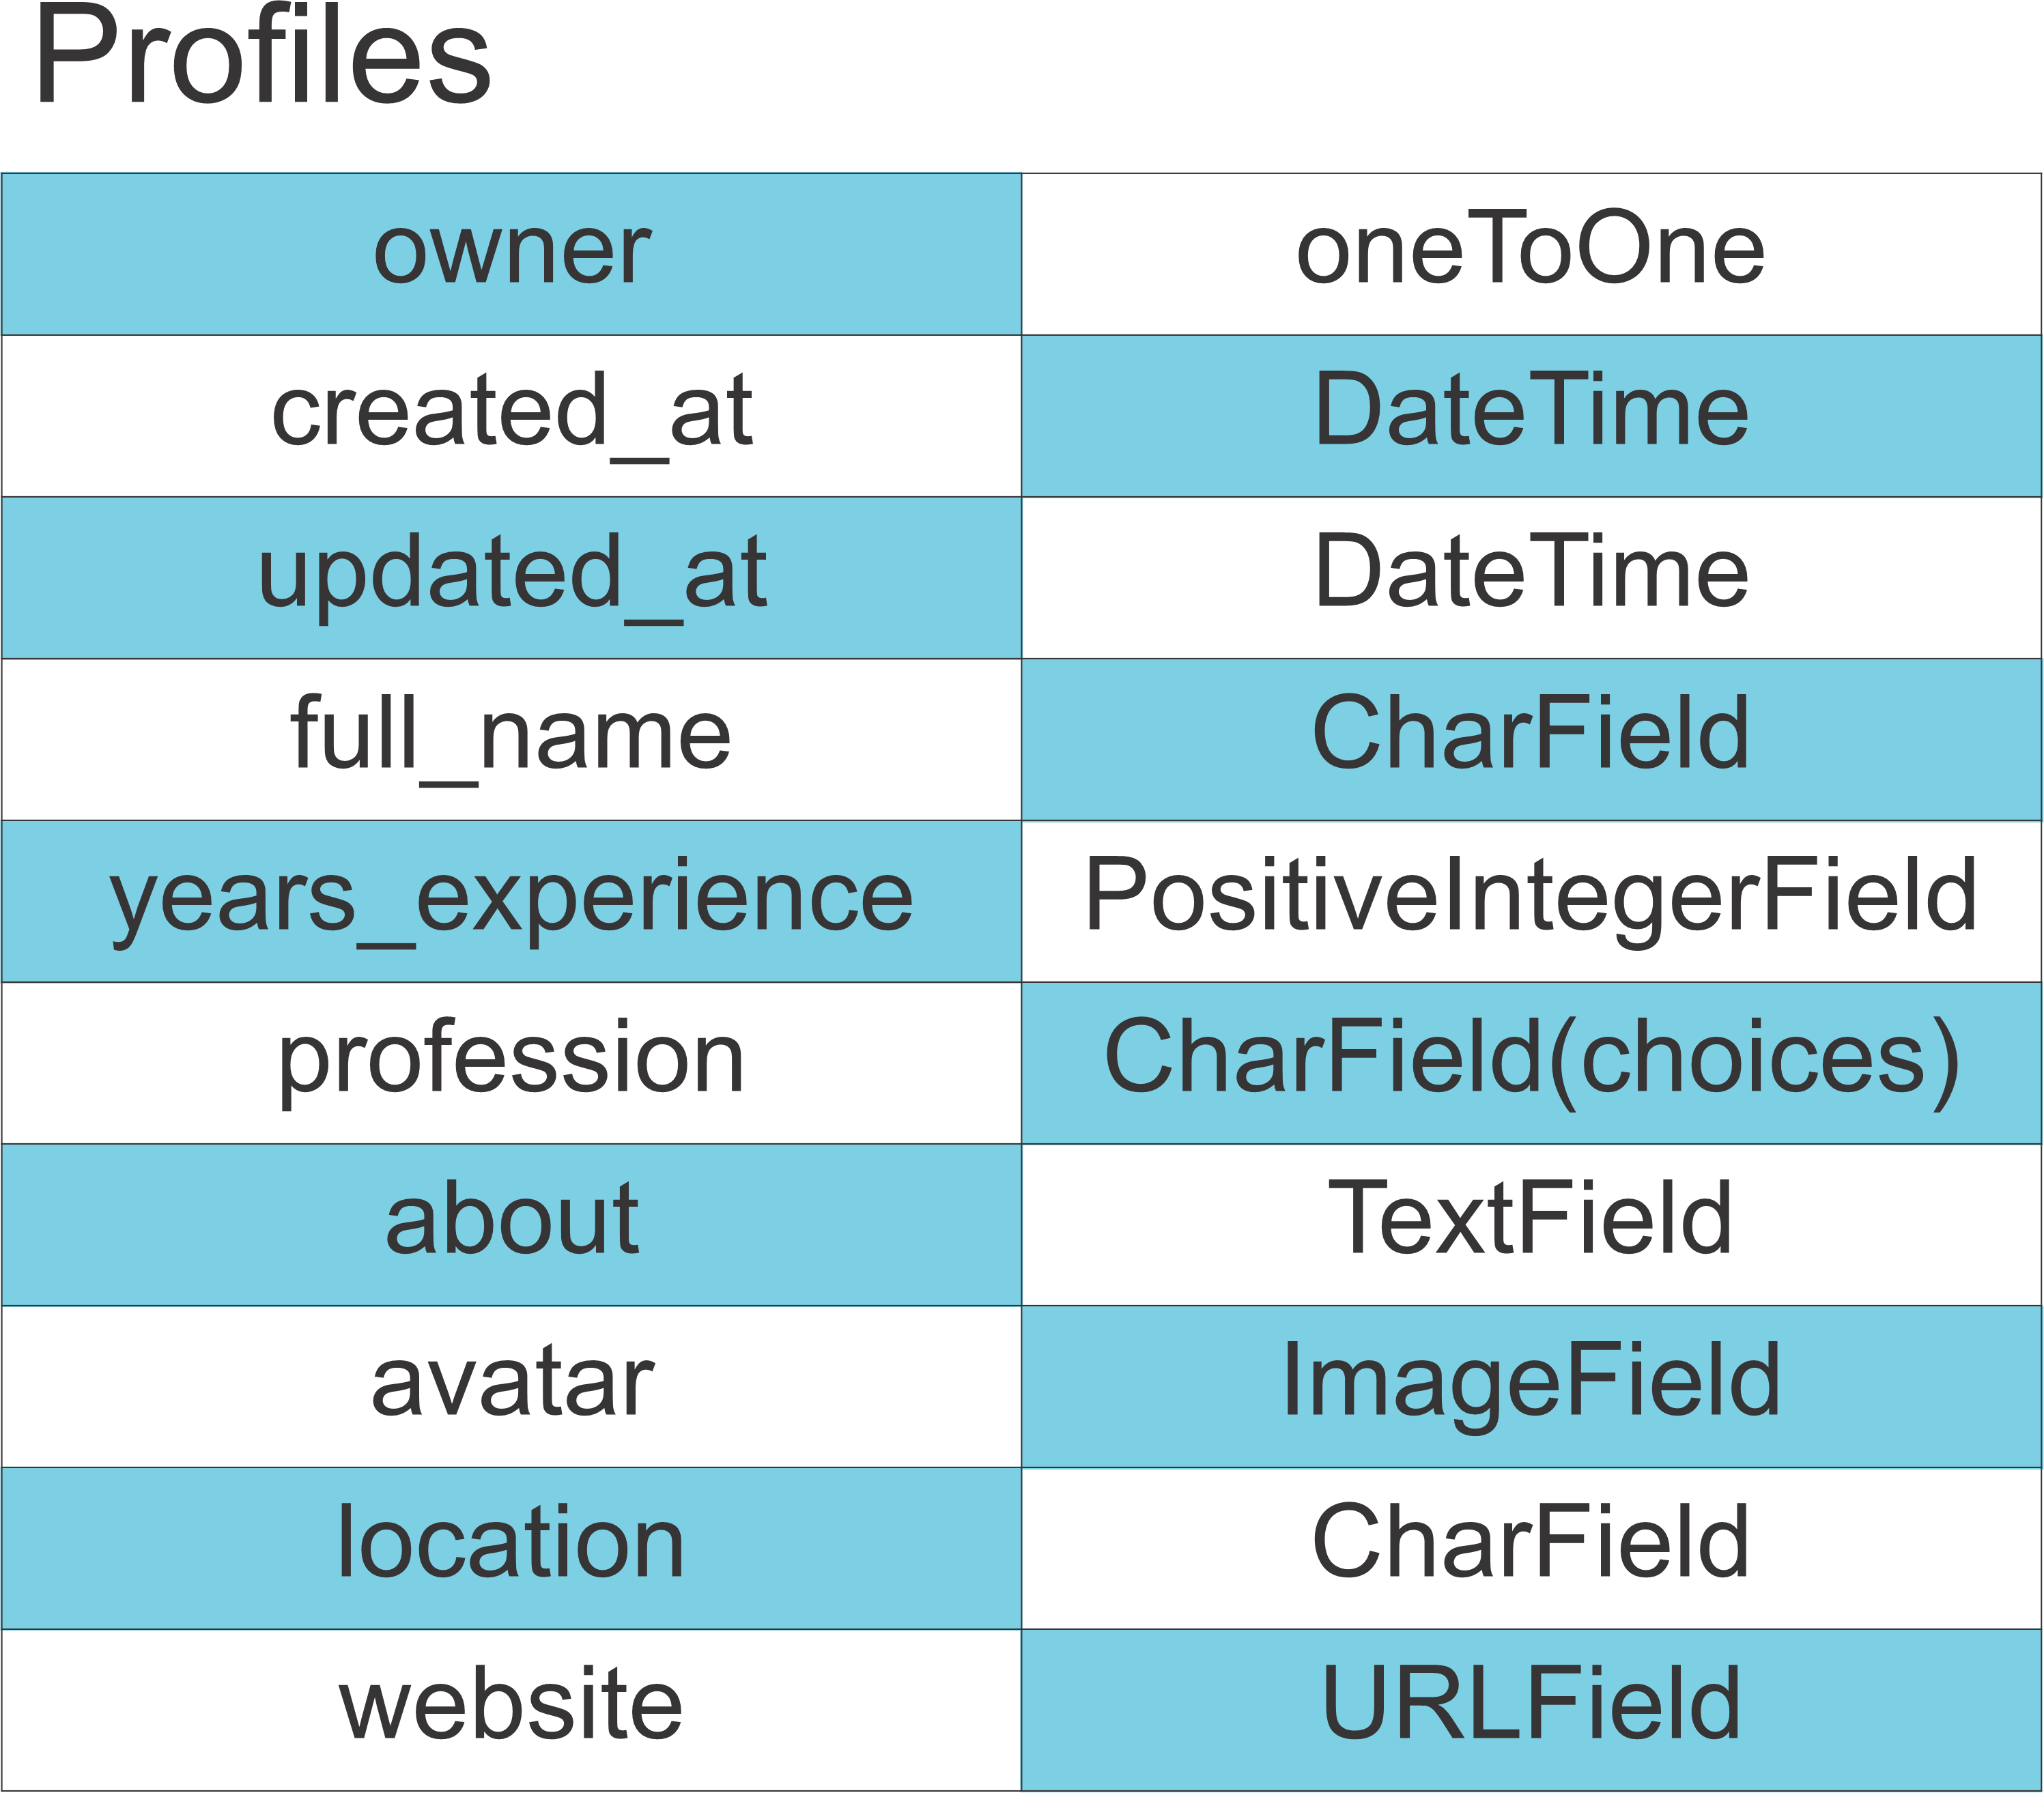 Profiles
owner oneToOne
created_at DateTime
updated_at DateTime
full_name CharField
years_experience PositiveIntegerField
profession CharField(choices)
about TextField
avatar ImageField
location CharField
website URLField